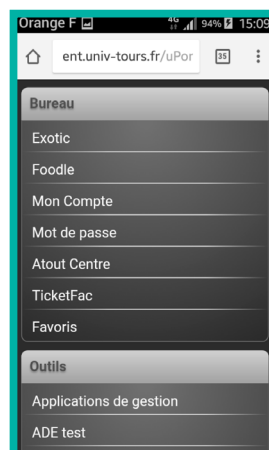 Orange F 4G 94% 15:09
ent.univ-tours.fr/uPor 35
Bureau
Exotic
Foodle
Mon Compte
Mot de passe
Atout Centre
TicketFac
Favoris
Outils
Applications de gestion
ADE test